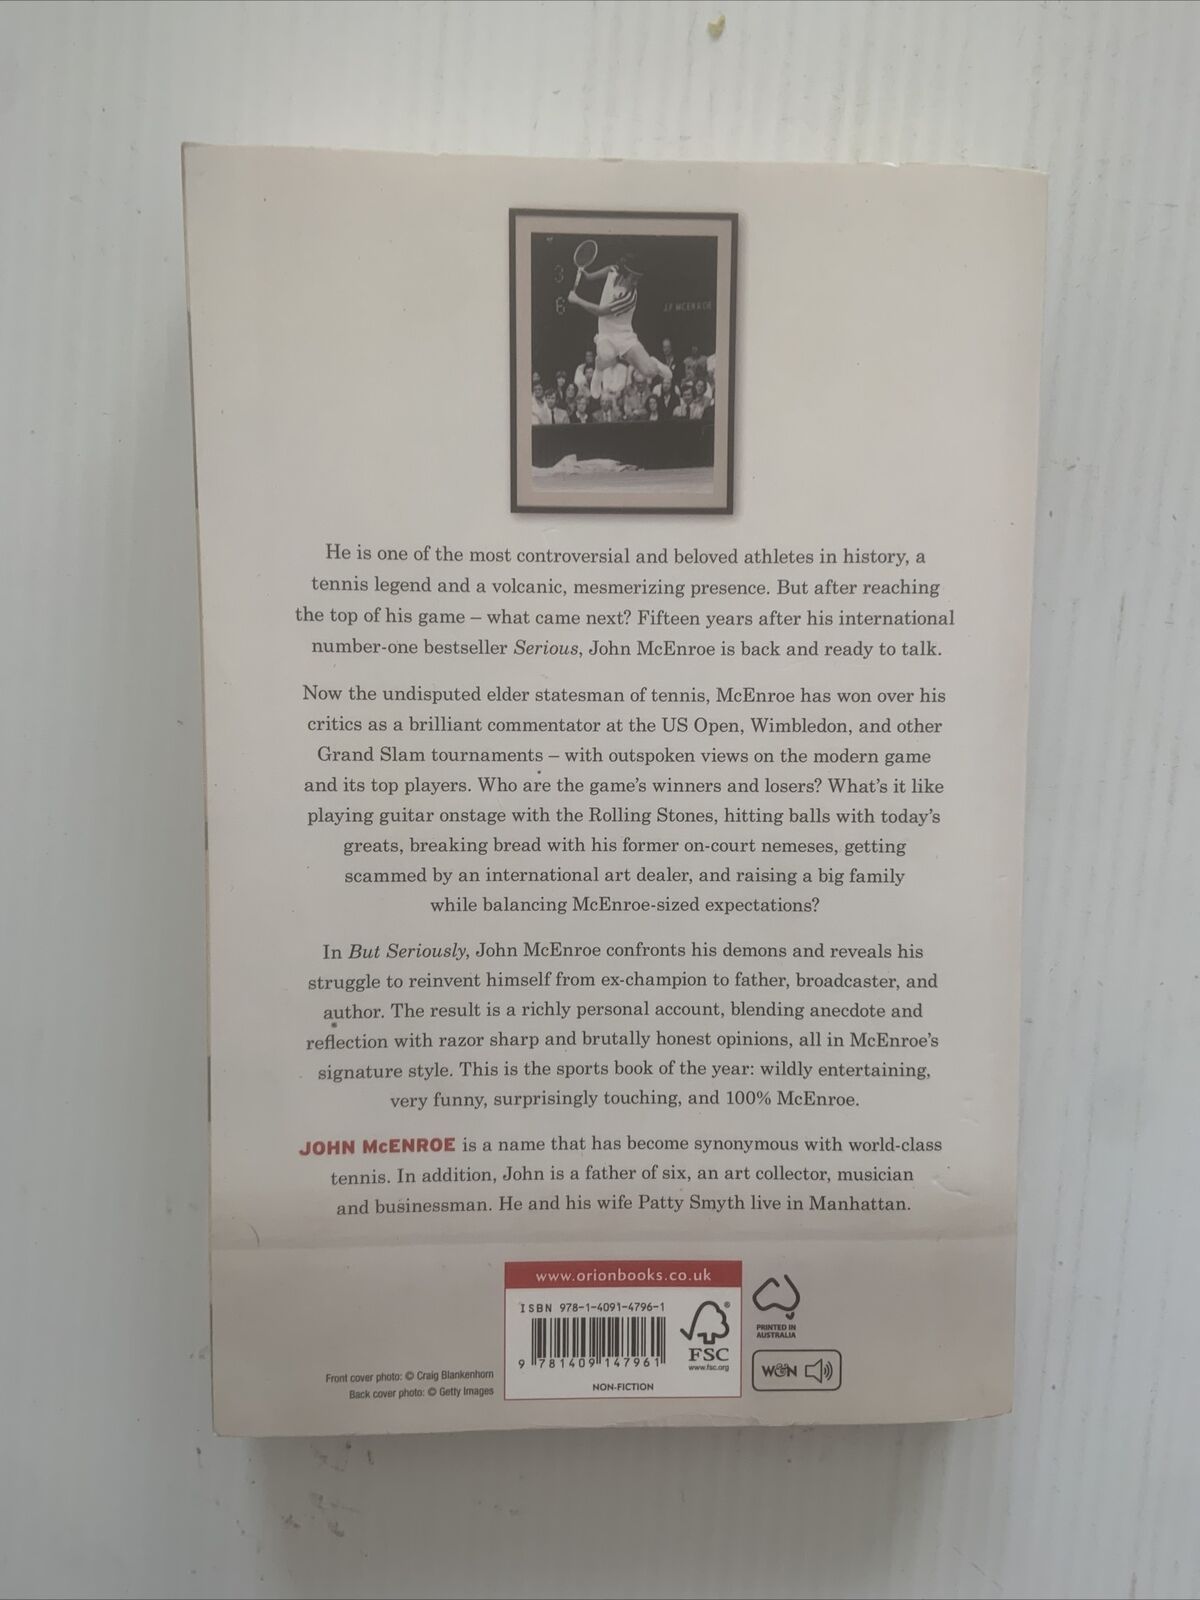 3
6
J.P. MCENROE
He is one of the most controversial and beloved athletes in history, a
tennis legend and a volcanic, mesmerizing presence. But after reaching
the top of his game – what came next? Fifteen years after his international
number-one bestseller Serious, John McEnroe is back and ready to talk.
Now the undisputed elder statesman of tennis, McEnroe has won over his
critics as a brilliant commentator at the US Open, Wimbledon, and other
Grand Slam tournaments – with outspoken views on the modern game
and its top players. Who are the game's winners and losers? What's it like
playing guitar onstage with the Rolling Stones, hitting balls with today's
greats, breaking bread with his former on-court nemeses, getting
scammed by an international art dealer, and raising a big family
while balancing McEnroe-sized expectations?
In But Seriously, John McEnroe confronts his demons and reveals his
struggle to reinvent himself from ex-champion to father, broadcaster, and
author. The result is a richly personal account, blending anecdote and
reflection with razor sharp and brutally honest opinions, all in McEnroe's
signature style. This is the sports book of the year: wildly entertaining,
very funny, surprisingly touching, and 100% McEnroe.
JOHN McENROE is a name that has become synonymous with world-class
tennis. In addition, John is a father of six, an art collector, musician
and businessman. He and his wife Patty Smyth live in Manhattan.
www.orionbooks.co.uk
ISBN 978-1-4091-4796-1
9 781409 147961
NON-FICTION
FSC
www.fsc.org
PRINTED IN
AUSTRALIA
W&N
Front cover photo: © Craig Blankenhorn
Back cover photo: © Getty Images